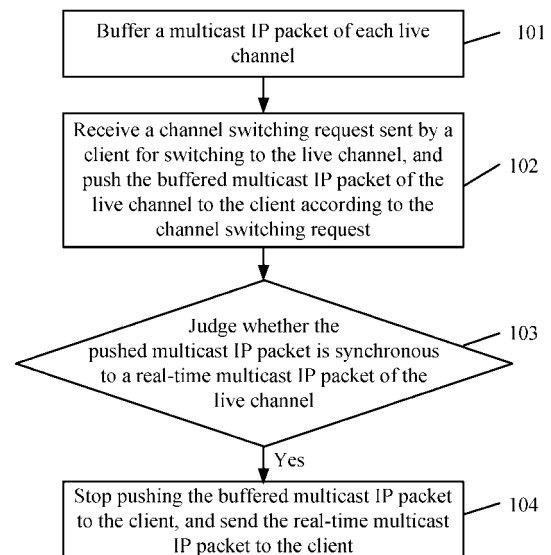 Buffer a multicast IP packet of each live
channel
101
Receive a channel switching request sent by a
client for switching to the live channel, and
push the buffered multicast IP packet of the
live channel to the client according to the
channel switching request
102
Judge whether the
pushed multicast IP packet is synchronous
to a real-time multicast IP packet of the
live channel
103
Yes
Stop pushing the buffered multicast IP packet
to the client, and send the real-time multicast
IP packet to the client
104